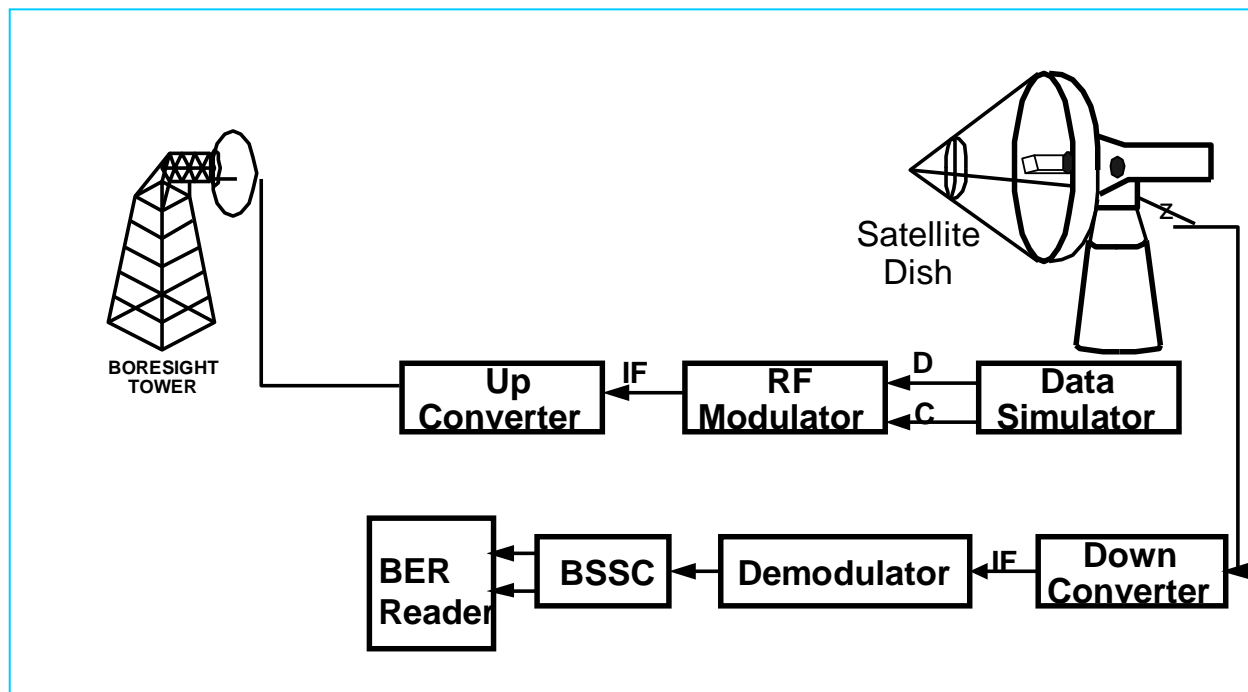 Z
Satellite
Dish
BORESIGHT
TOWER
Up
Converter
IF
RF
Modulator
D
C
Data
Simulator
BER
Reader
BSSC
Demodulator
IF
Down
Converter